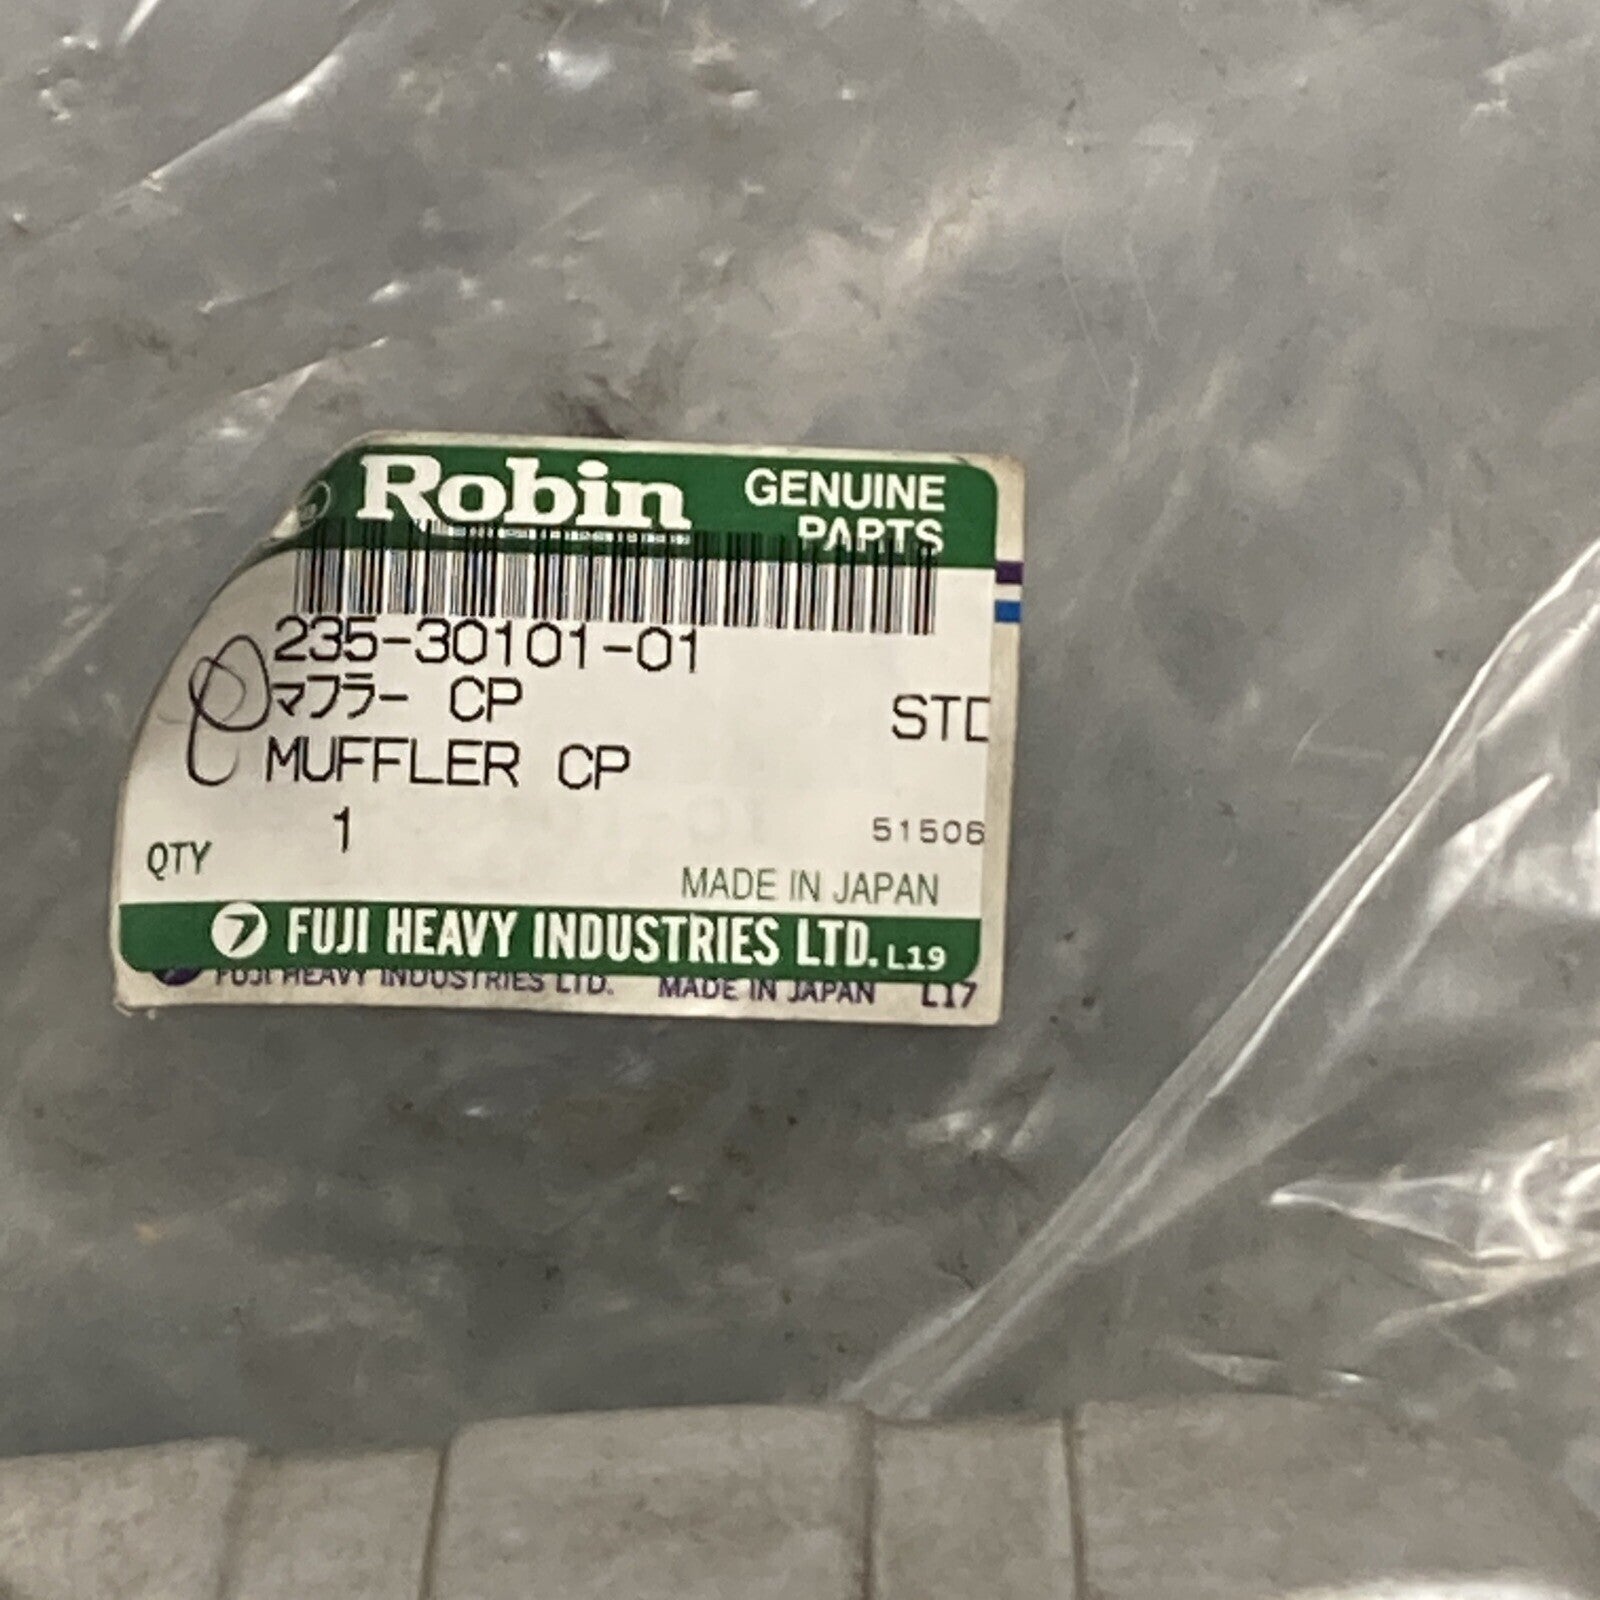 Robin GENUINE PARTS
235-30101-01
マフラー CP STD
MUFFLER CP
1 51506
QTY
MADE IN JAPAN
FUJI HEAVY INDUSTRIES LTD. L19
FUJI HEAVY INDUSTRIES LTD. MADE IN JAPAN L17